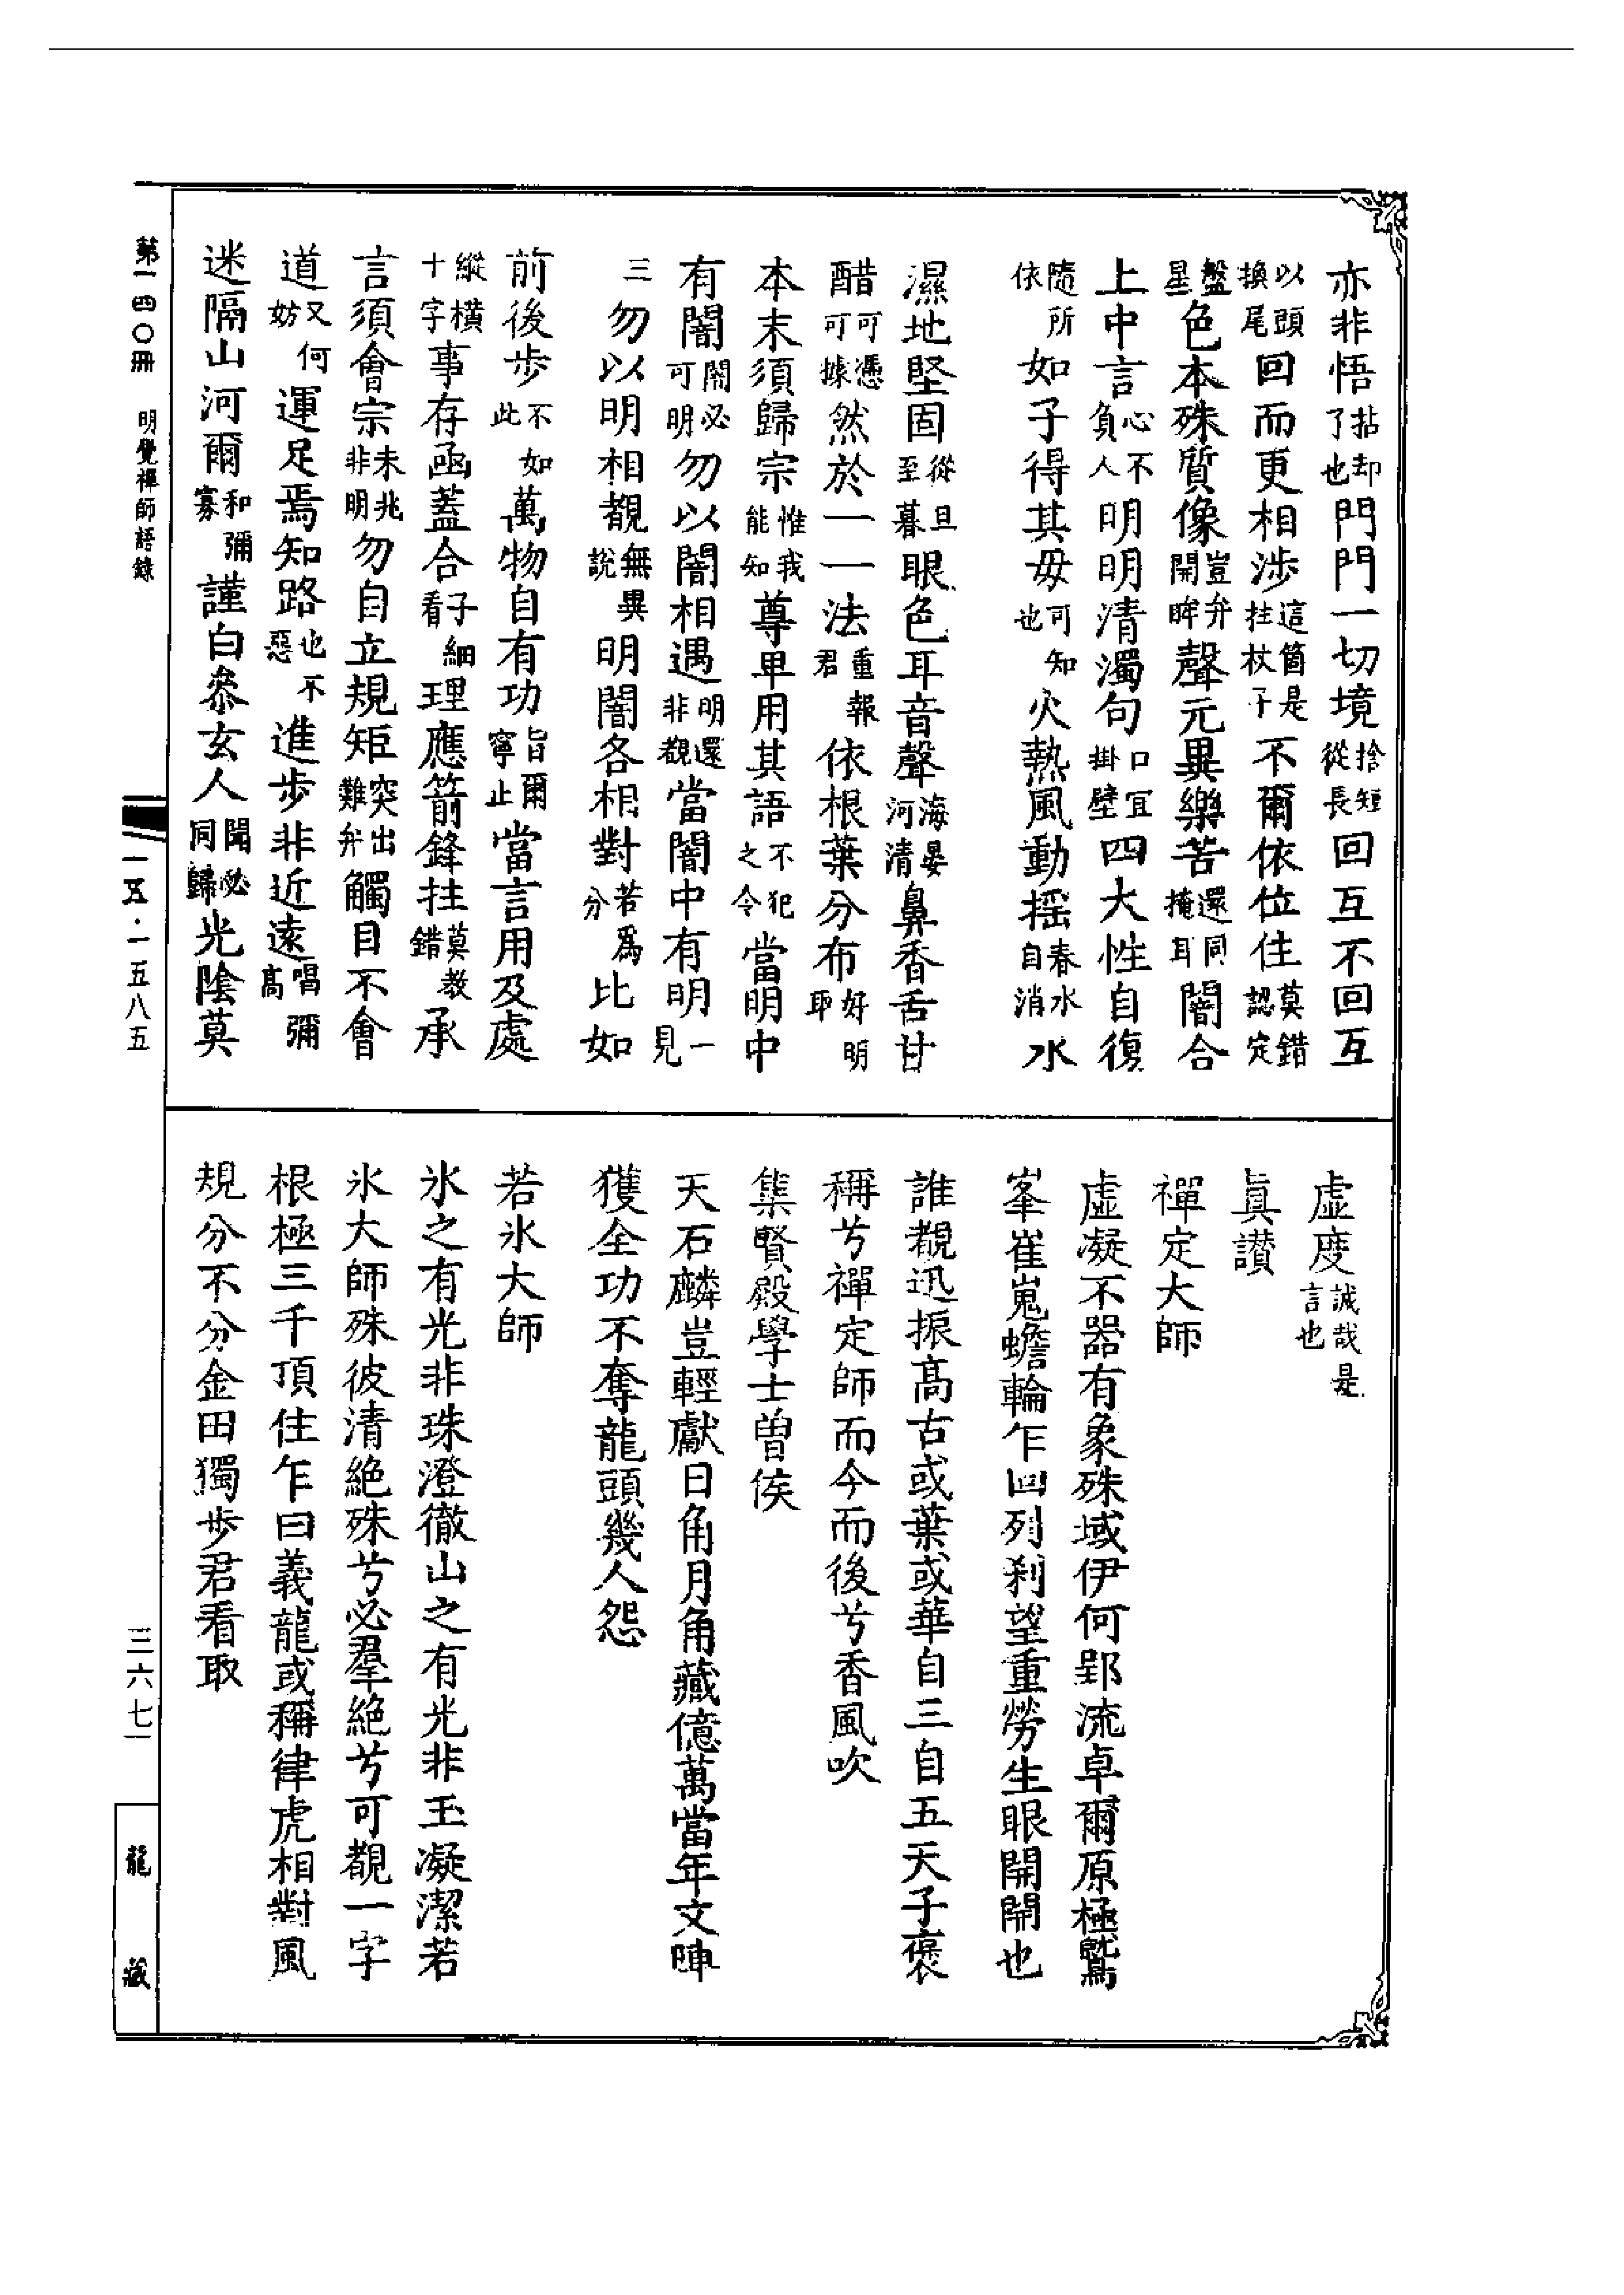 亦非悟拈却了也門門一切境捨短從長回互不回互
以頭換尾回而更相涉這箇是拄杖子不爾依位住莫錯認定
盤星色本殊質像豈弁開眸聲元異樂苦還同掩耳闇合
上中言心不負人明明清濁句口宜掛壁四大性自復
隨所依如子得其母可知也火熱風動搖春水自消水
濕地堅固從旦至暮眼色耳音聲海晏河清鼻香舌甘
醋可憑可據然於一一法重報君依根葉分布好明取
本末須歸宗惟我能知尊卑用其語不犯之令當明中
有闇闇必可明勿以闇相遇明還非覩當闇中有明一見
三勿以明相覩無異說明闇各相對若爲分比如
前後步不如此萬物自有功旨爾寧止當言用及處
縱橫十字事存函蓋合子細看理應箭鋒拄莫教錯承
言須會宗未兆非明勿自立規矩突出難弁觸目不會
道又何妨運足焉知路也不惡進步非近遠唱彌高
迷隔山河爾和彌寡謹白叅玄人聞必同歸光陰莫
虛度誠哉是言也
眞讚
禪定大師
虛凝不器有象殊域伊何郢流卓爾原極鷲
峯崔嵬蟾輪乍回列刹望重勞生眼開開也
誰覩迅振高古或葉或華自三自五天子褒
稱兮禪定師而今而後兮香風吹
集賢殿學士曾侯
天石麟豈輕獻日角月角藏億萬當年文陣
獲全功不奪龍頭幾人怨
若氷大師
氷之有光非珠澄徹山之有光非玉凝潔若
氷大師殊彼清絶殊兮必羣絶兮可覩一字
根極三千頂住乍曰義龍或稱律虎相對風
規分不分金田獨步君看取
第一四〇冊 明覺禪師語錄
一五·一五八五
三六七
龍藏